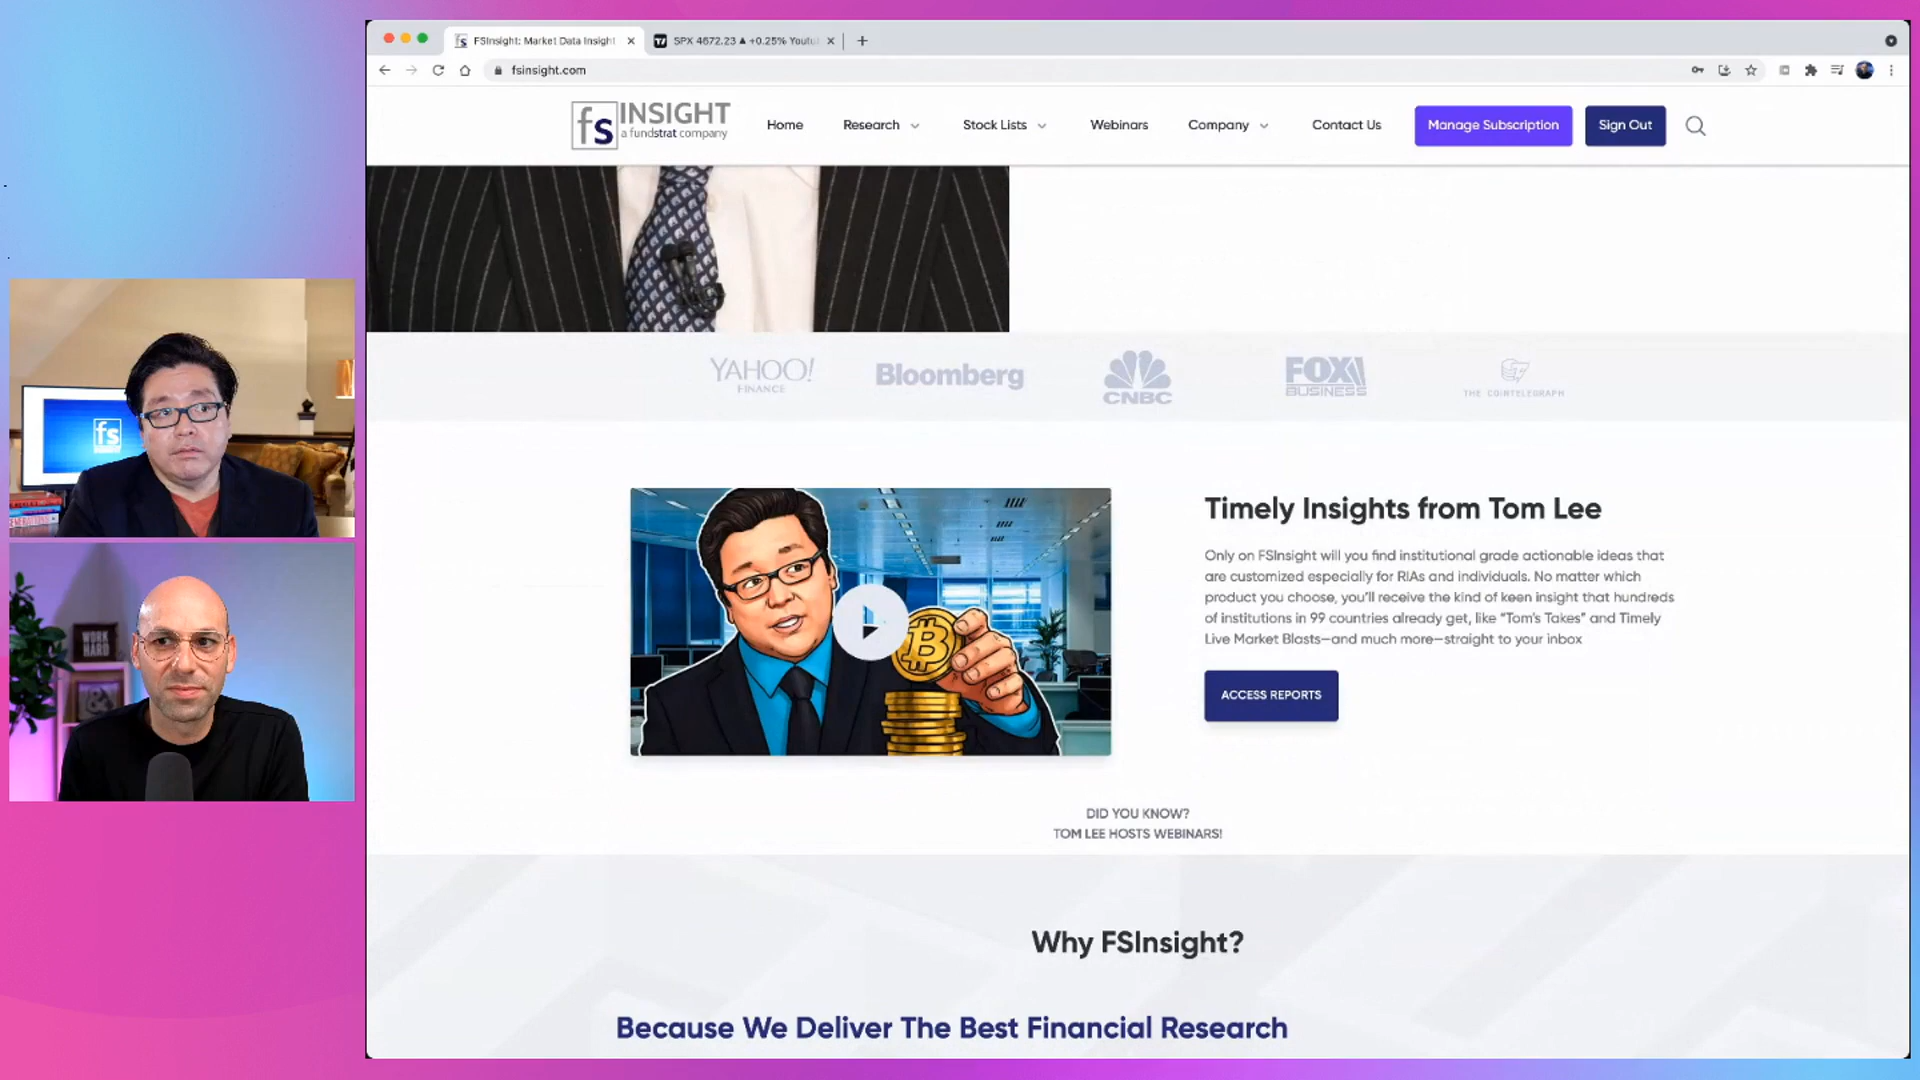 FSInsight: Market Data Insight
SPX 4672.23 ▲ +0.25%
fsinsight.com
fs INSIGHT
a fundstrat company
Home
Research
Stock Lists
Webinars
Company
Contact Us
Manage Subscription
Sign Out
YAHOO!
FINANCE
Bloomberg
CNBC
FOX
BUSINESS
THE COINTELEGRAPH
fs
WORK
HARD
&
B
Timely Insights from Tom Lee
Only on FSInsight will you find institutional grade actionable ideas that
are customized especially for RIAs and individuals. No matter which
product you choose, you'll receive the kind of keen insight that hundreds
of institutions in 99 countries already get, like “Tom's Takes” and Timely
Live Market Blasts—and much more—straight to your inbox
ACCESS REPORTS
DID YOU KNOW?
TOM LEE HOSTS WEBINARS!
Why FSInsight?
Because We Deliver The Best Financial Research